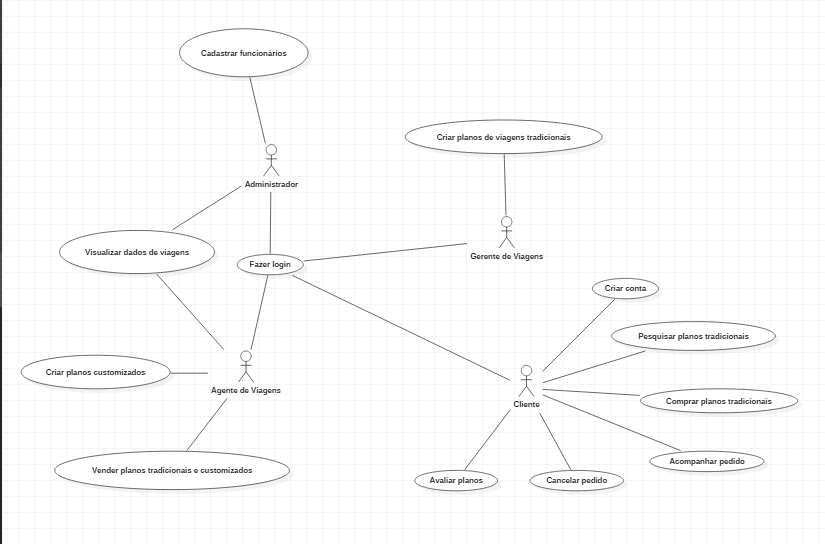 Cadastrar funcionários
Criar planos de viagens tradicionais
Administrador
Visualizar dados de viagens
Fazer login
Gerente de Viagens
Criar conta
Pesquisar planos tradicionais
Criar planos customizados
Agente de Viagens
Cliente
Comprar planos tradicionais
Acompanhar pedido
Vender planos tradicionais e customizados
Avaliar planos
Cancelar pedido